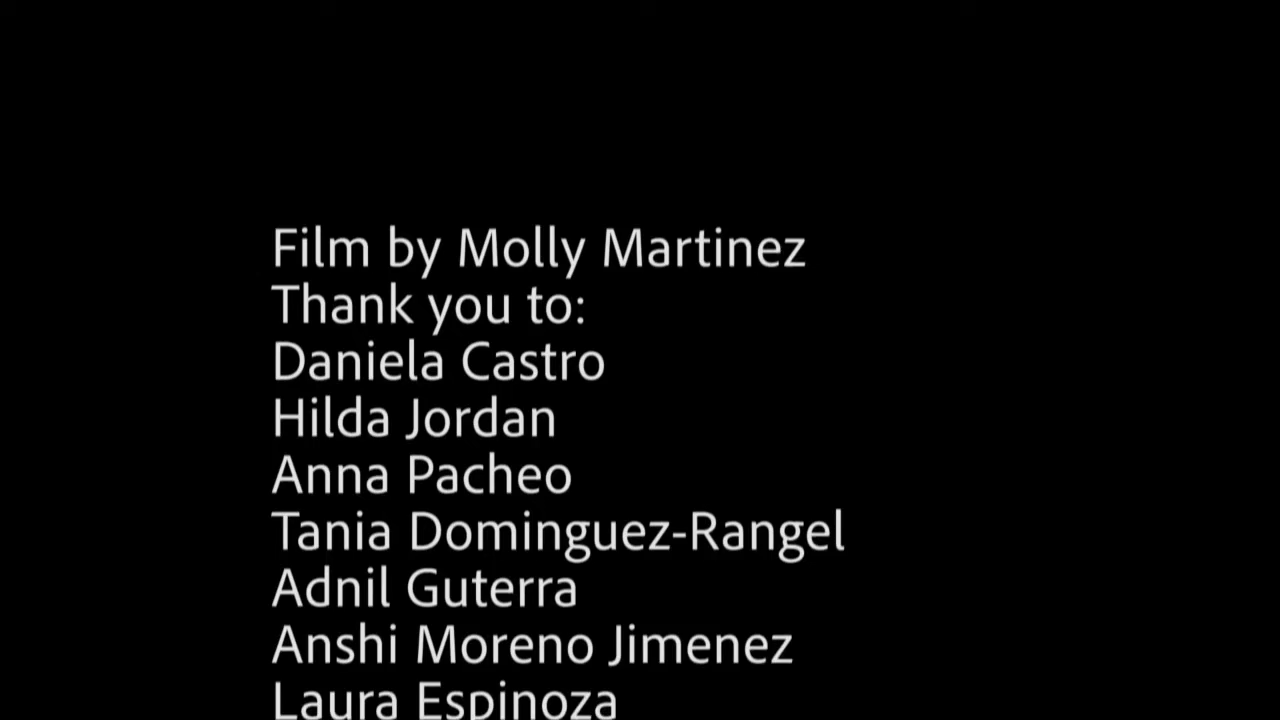 Film by Molly Martinez
Thank you to:
Daniela Castro
Hilda Jordan
Anna Pacheo
Tania Dominguez-Rangel
Adnil Guterra
Anshi Moreno Jimenez
Laura Espinoza